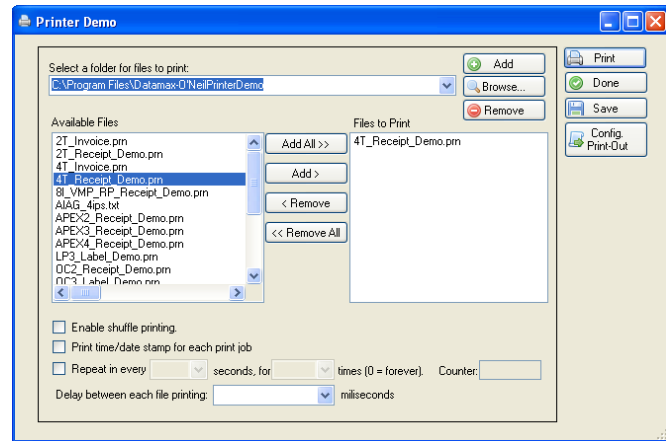 Printer Demo
Select a folder for files to print:
C:\Program Files\Datamax-O'NeilPrinterDemo
Add
Browse...
Remove
Print
Done
Save
Config.
Print-Out
Available Files
2T_Invoice.prn
2T_Receipt_Demo.prn
4T_Invoice.prn
4T_Receipt_Demo.prn
8I_VMP_RP_Receipt_Demo.prn
AIAG_4ips.txt
APEX2_Receipt_Demo.prn
APEX3_Receipt_Demo.prn
APEX4_Receipt_Demo.prn
LP3_Label_Demo.prn
OC2_Receipt_Demo.prn
OC3_Label_Demo.prn
Add All >>
Add >
< Remove
<< Remove All
Files to Print
4T_Receipt_Demo.prn
Enable shuffle printing.
Print time/date stamp for each print job
Repeat in every seconds, for times (0 = forever). Counter:
Delay between each file printing: miliseconds